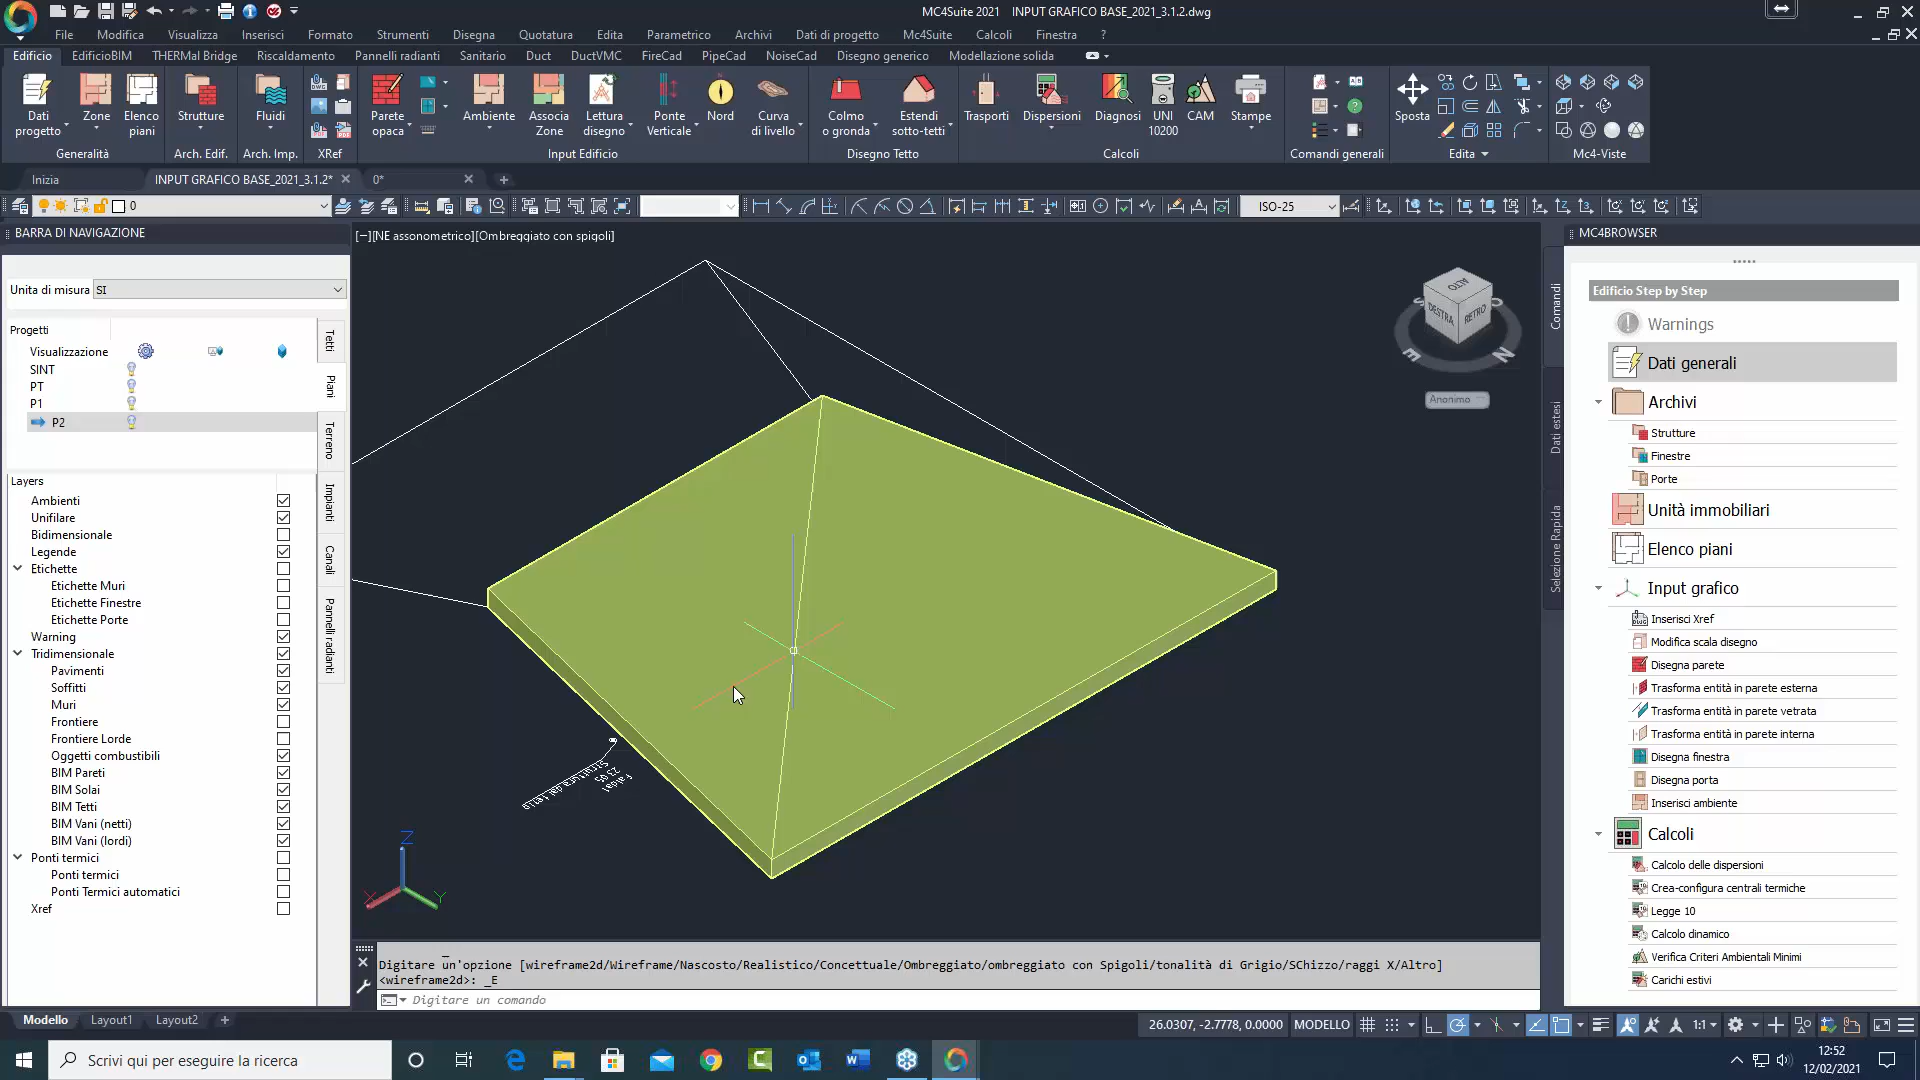 MC4Suite 2021 INPUT GRAFICO BASE_2021_3.1.2.dwg
File Modifica Visualizza Inserisci Formato Strumenti Disegna Quotatura Edita Parametrico Archivi Dati di progetto Mc4Suite Calcoli Finestra ?
Edificio EdificioBIM THERMal Bridge Riscaldamento Pannelli radianti Sanitario Duct DuctVMC FireCad PipeCad NoiseCad Disegno generico Modellazione solida
Dati progetto Zone Elenco piani Strutture Fluidi Parete opaca Ambiente Associa Zone Lettura disegno Ponte Verticale Nord Curva di livello Colmo o gronda Estendi sotto-tetti Trasporti Dispersioni Diagnosi UNI 10200 CAM Stampe Sposta
Generalità Arch. Edif. Arch. Imp. XRef Input Edificio Disegno Tetto Calcoli Comandi generali Edita Mc4-Viste
Inizia INPUT GRAFICO BASE_2021_3.1.2* 0*
0 ISO-25
BARRA DI NAVIGAZIONE
Unita di misura SI
Progetti
Visualizzazione
SINT
PT
P1
P2
Tetti
Piani
Terreno
Impianti
Canali
Pannelli radianti
Layers
Ambienti
Unifilare
Bidimensionale
Legende
Etichette
Etichette Muri
Etichette Finestre
Etichette Porte
Warning
Tridimensionale
Pavimenti
Soffitti
Muri
Frontiere
Frontiere Lorde
Oggetti combustibili
BIM Pareti
BIM Solai
BIM Tetti
BIM Vani (netti)
BIM Vani (lordi)
Ponti termici
Ponti termici
Ponti Termici automatici
Xref
[−][NE assonometrico][Ombreggiato con spigoli]
ALTO
DESTRA RETRO
S O
E N
Anonimo
Falda1
23.05
Struttura del tetto
Z
X Y
Digitare un'opzione [wireframe2d/Wireframe/Nascosto/Realistico/Concettuale/Ombreggiato/ombreggiato con Spigoli/tonalità di Grigio/SChizzo/raggi X/Altro]
<wireframe2d>: _E
Digitare un comando
Comandi
Dati estesi
Selezione Rapida
MC4BROWSER
Edificio Step by Step
Warnings
Dati generali
Archivi
Strutture
Finestre
Porte
Unità immobiliari
Elenco piani
Input grafico
Inserisci Xref
Modifica scala disegno
Disegna parete
Trasforma entità in parete esterna
Trasforma entità in parete vetrata
Trasforma entità in parete interna
Disegna finestra
Disegna porta
Inserisci ambiente
Calcoli
Calcolo delle dispersioni
Crea-configura centrali termiche
Legge 10
Calcolo dinamico
Verifica Criteri Ambientali Minimi
Carichi estivi
Modello Layout1 Layout2 +
26.0307, -2.7778, 0.0000 MODELLO 1:1
Scrivi qui per eseguire la ricerca
12:52
12/02/2021